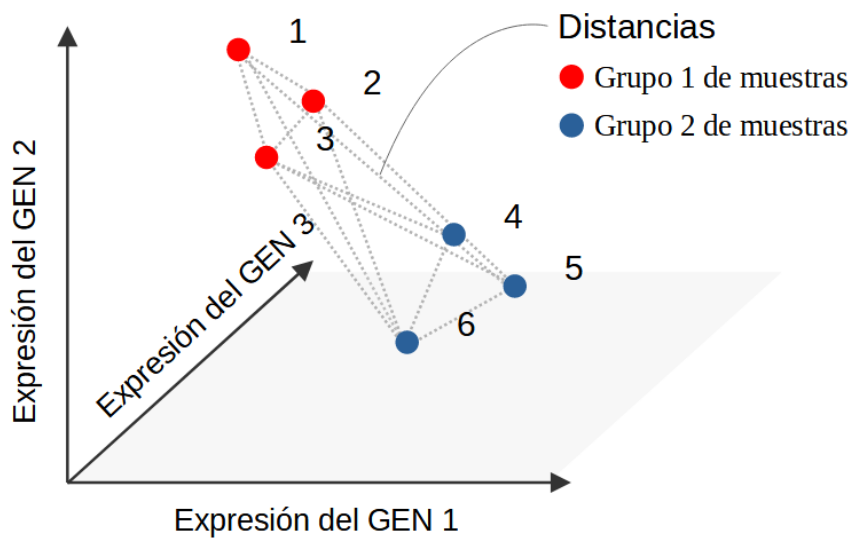 Distancias
Grupo 1 de muestras
Grupo 2 de muestras
1
2
3
4
5
6
Expresión del GEN 2
Expresión del GEN 3
Expresión del GEN 1